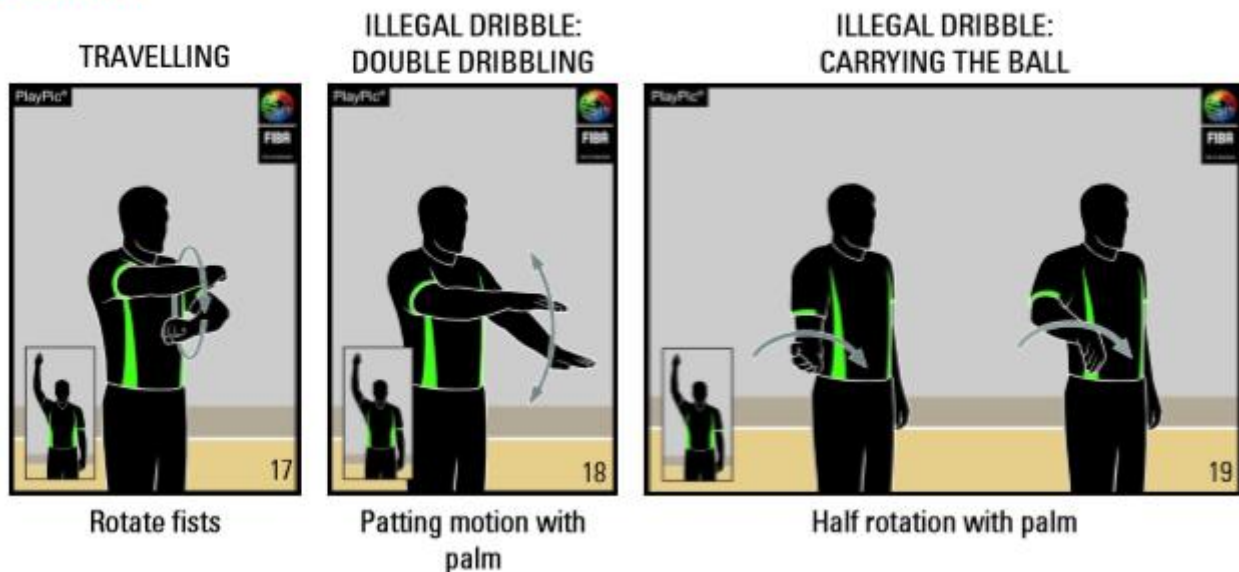 TRAVELLING
ILLEGAL DRIBBLE:
DOUBLE DRIBBLING
ILLEGAL DRIBBLE:
CARRYING THE BALL
PlayPic®
FIBA
17
PlayPic®
FIBA
18
PlayPic®
FIBA
19
Rotate fists
Patting motion with
palm
Half rotation with palm